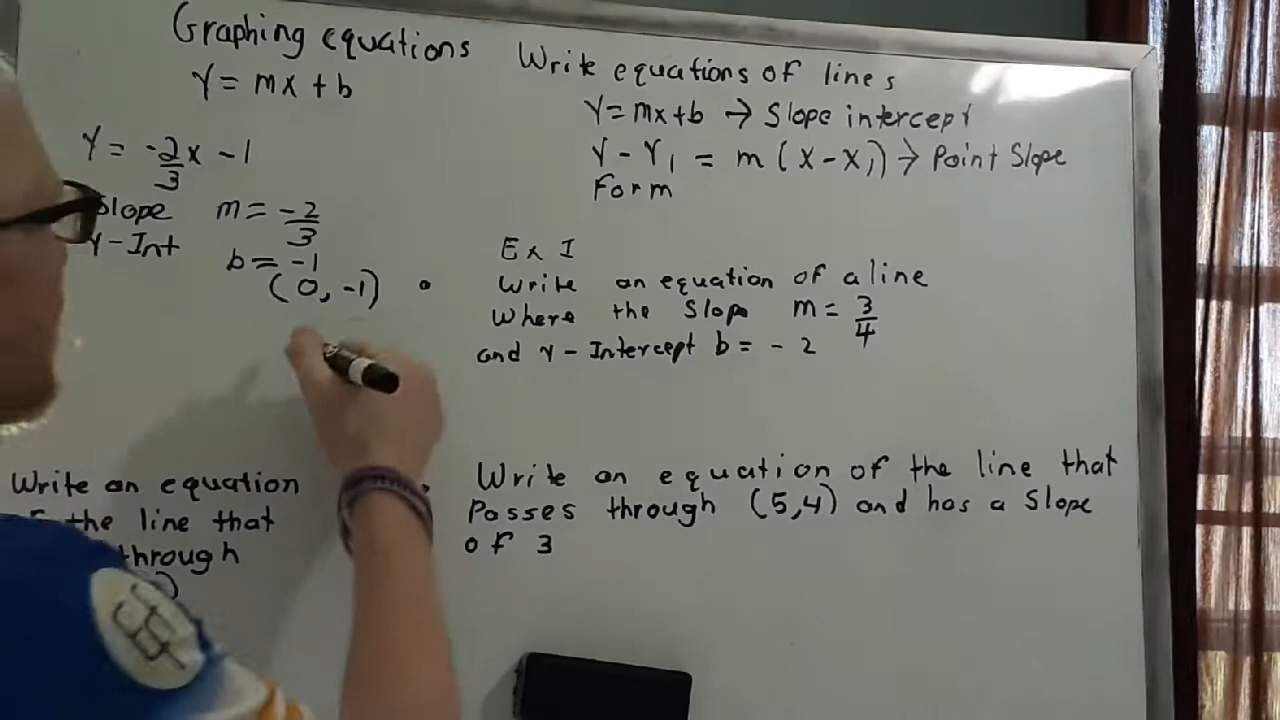 Graphing equations
Y = mx + b
Y = -2/3 x - 1
Slope m = -2/3
Y-Int b = -1
(0, -1)
Write equations of lines
Y = mx + b → Slope intercept
Y - Y₁ = m (X - X₁) → Point Slope
Form
Ex I
Write an equation of a line
Where the Slope m = 3/4
and Y-Intercept b = -2
Write an equation
the line that
through
Write an equation of the line that
Passes through (5,4) and has a Slope
of 3